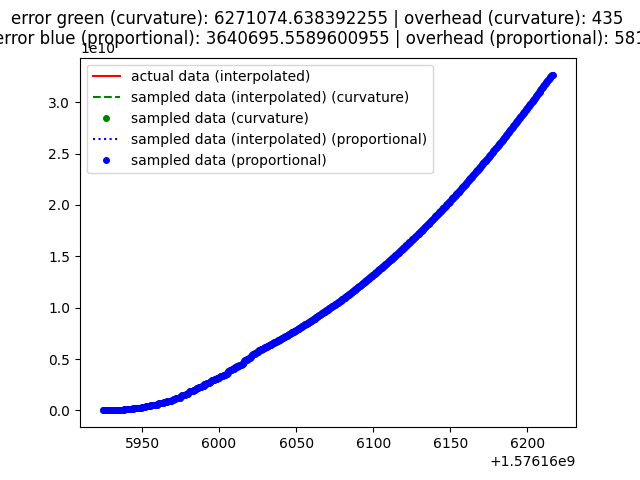 error green (curvature): 6271074.638392255 | overhead (curvature): 435
error blue (proportional): 3640695.5589600955 | overhead (proportional): 581
1e10
actual data (interpolated)
sampled data (interpolated) (curvature)
sampled data (curvature)
sampled data (interpolated) (proportional)
sampled data (proportional)
3.0
2.5
2.0
1.5
1.0
0.5
0.0
5950 6000 6050 6100 6150 6200
+1.57616e9